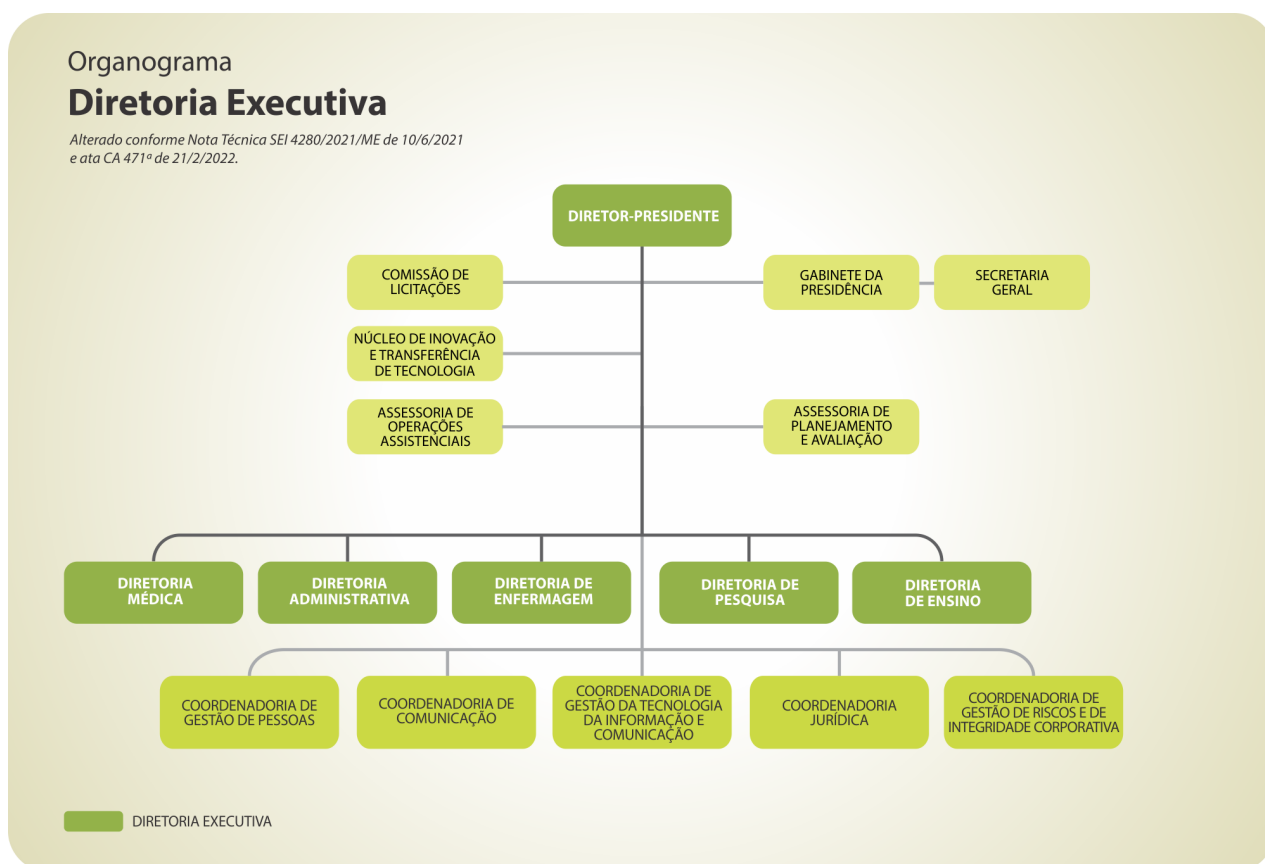 Organograma
Diretoria Executiva
Alterado conforme Nota Técnica SEI 4280/2021/ME de 10/6/2021
e ata CA 471ª de 21/2/2022.
DIRETOR-PRESIDENTE
COMISSÃO DE
LICITAÇÕES
GABINETE DA
PRESIDÊNCIA
SECRETARIA
GERAL
NÚCLEO DE INOVAÇÃO
E TRANSFERÊNCIA
DE TECNOLOGIA
ASSESSORIA DE
OPERAÇÕES
ASSISTENCIAIS
ASSESSORIA DE
PLANEJAMENTO
E AVALIAÇÃO
DIRETORIA
MÉDICA
DIRETORIA
ADMINISTRATIVA
DIRETORIA DE
ENFERMAGEM
DIRETORIA DE
PESQUISA
DIRETORIA
DE ENSINO
COORDENADORIA DE
GESTÃO DE PESSOAS
COORDENADORIA DE
COMUNICAÇÃO
COORDENADORIA DE
GESTÃO DA TECNOLOGIA
DA INFORMAÇÃO E
COMUNICAÇÃO
COORDENADORIA
JURÍDICA
COORDENADORIA DE
GESTÃO DE RISCOS E DE
INTEGRIDADE CORPORATIVA
DIRETORIA EXECUTIVA